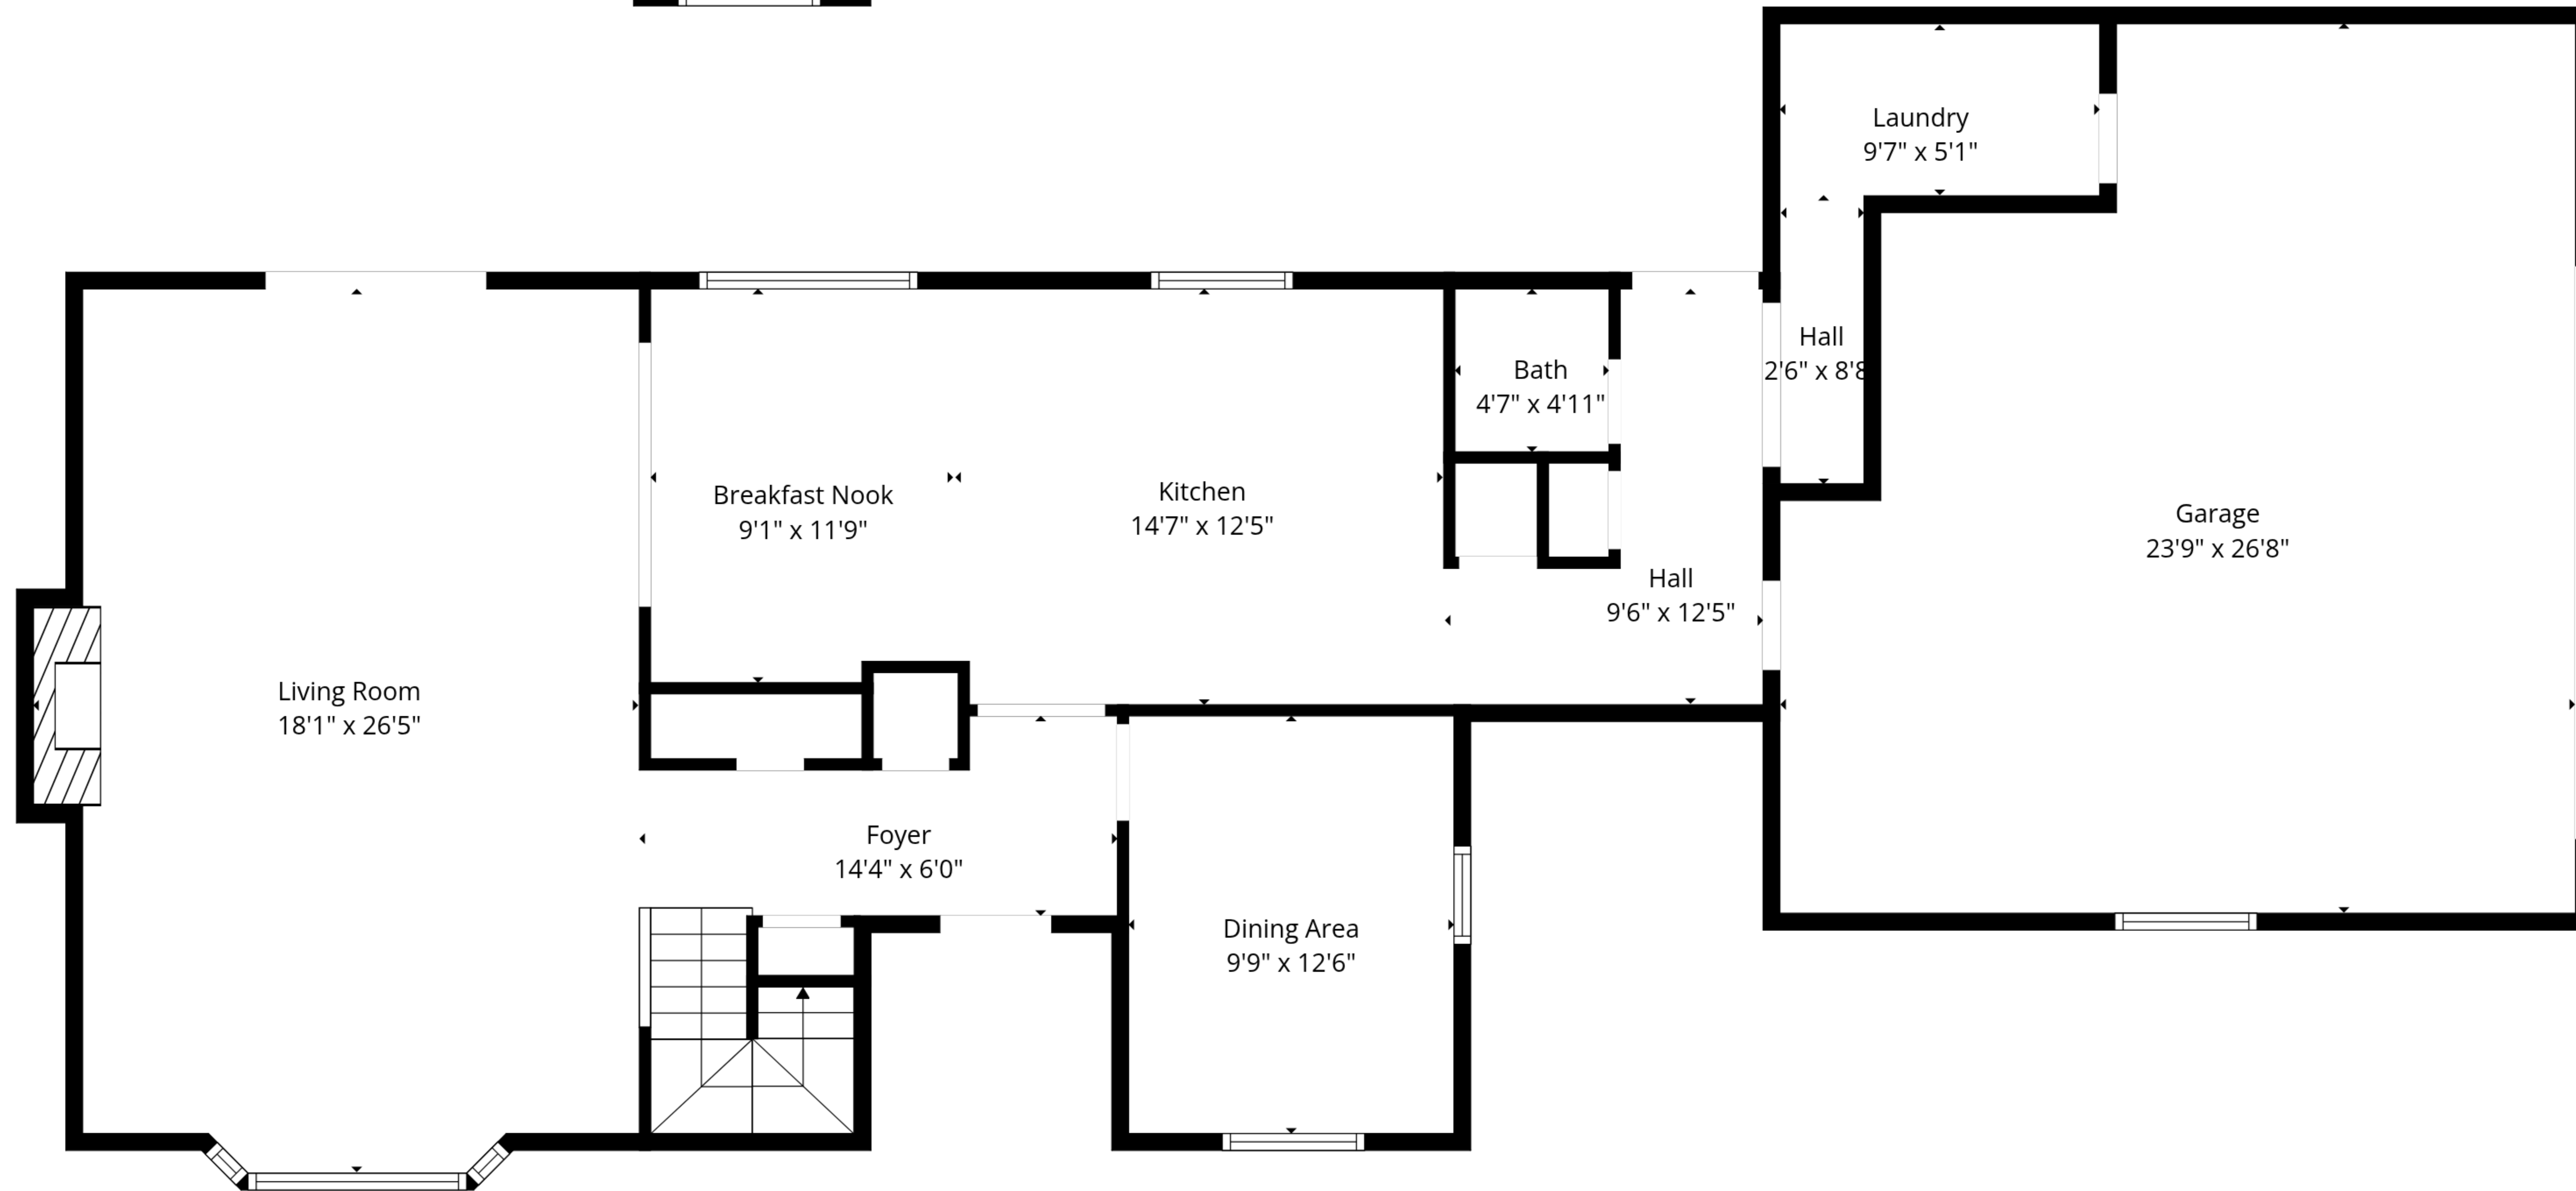 Laundry
9'7" x 5'1"
Hall
2'6" x 8'8
Bath
4'7" x 4'11"
Breakfast Nook
9'1" x 11'9"
Kitchen
14'7" x 12'5"
Garage
23'9" x 26'8"
Hall
9'6" x 12'5"
Living Room
18'1" x 26'5"
Foyer
14'4" x 6'0"
Dining Area
9'9" x 12'6"